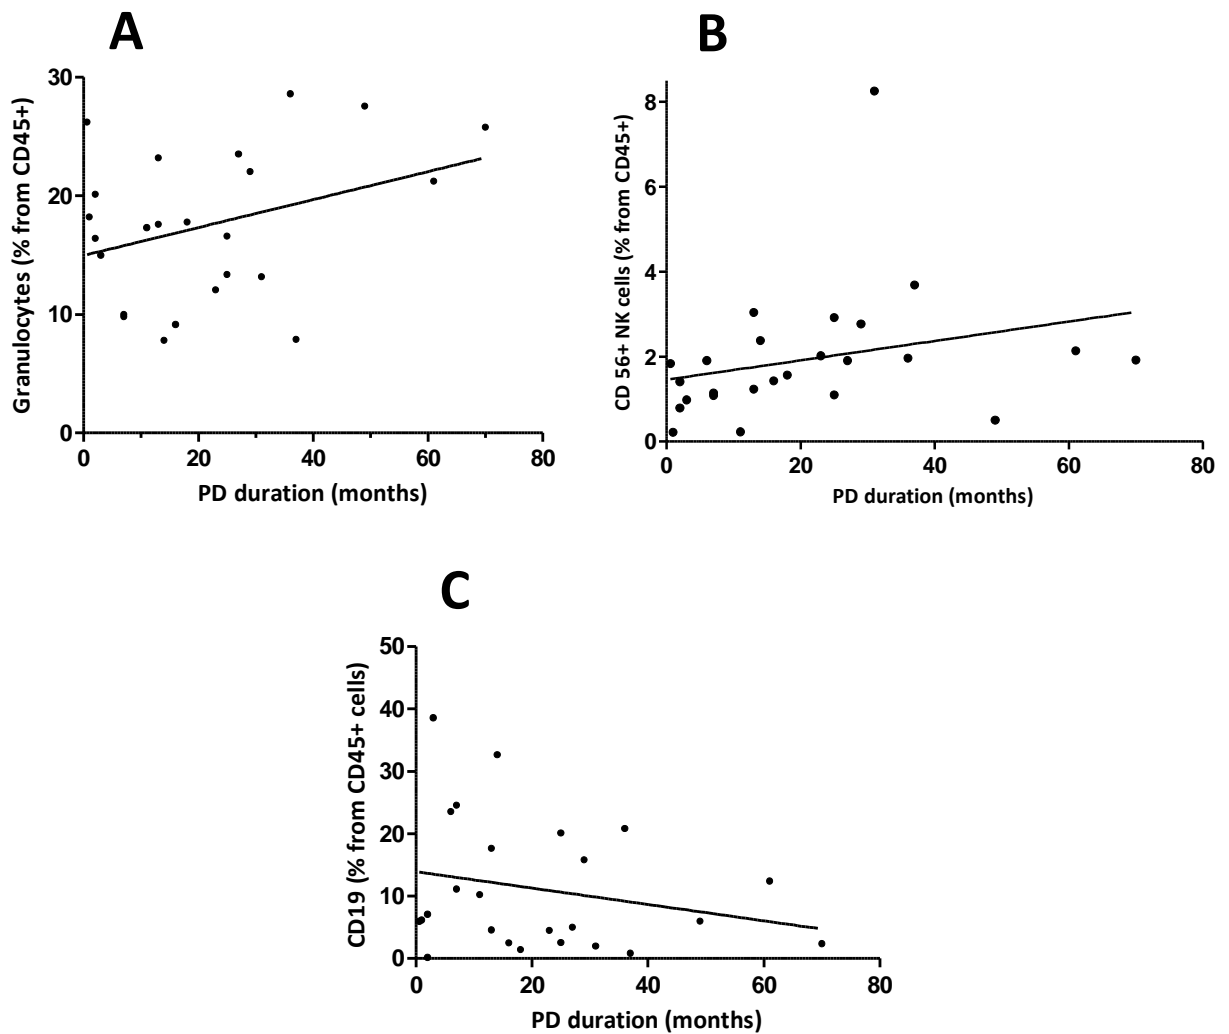 A
Granulocytes (% from CD45+)
30
20
10
0
0 20 40 60 80
PD duration (months)
B
CD 56+ NK cells (% from CD45+)
8
6
4
2
0
0 20 40 60 80
PD duration (months)
C
CD19 (% from CD45+ cells)
50
40
30
20
10
0
0 20 40 60 80
PD duration (months)